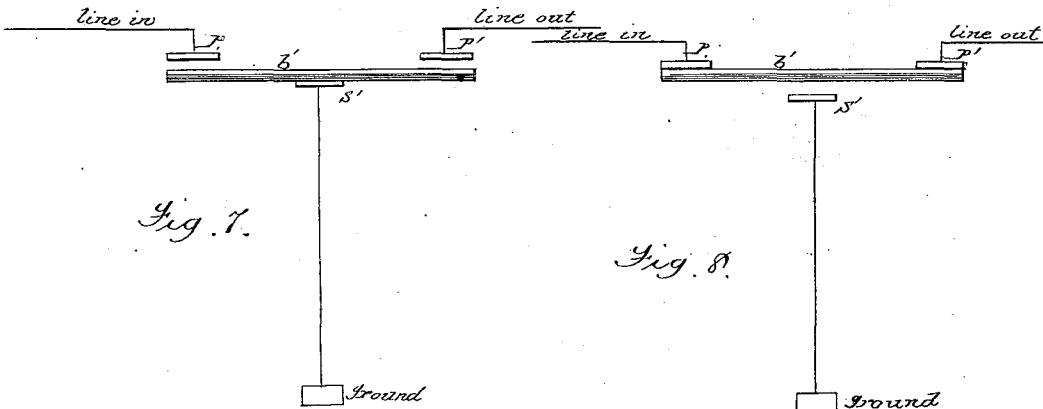 line in
line out
p
p'
b'
s'
Fig. 7.
ground
line in
line out
p
p'
b'
s'
Fig. 8.
ground